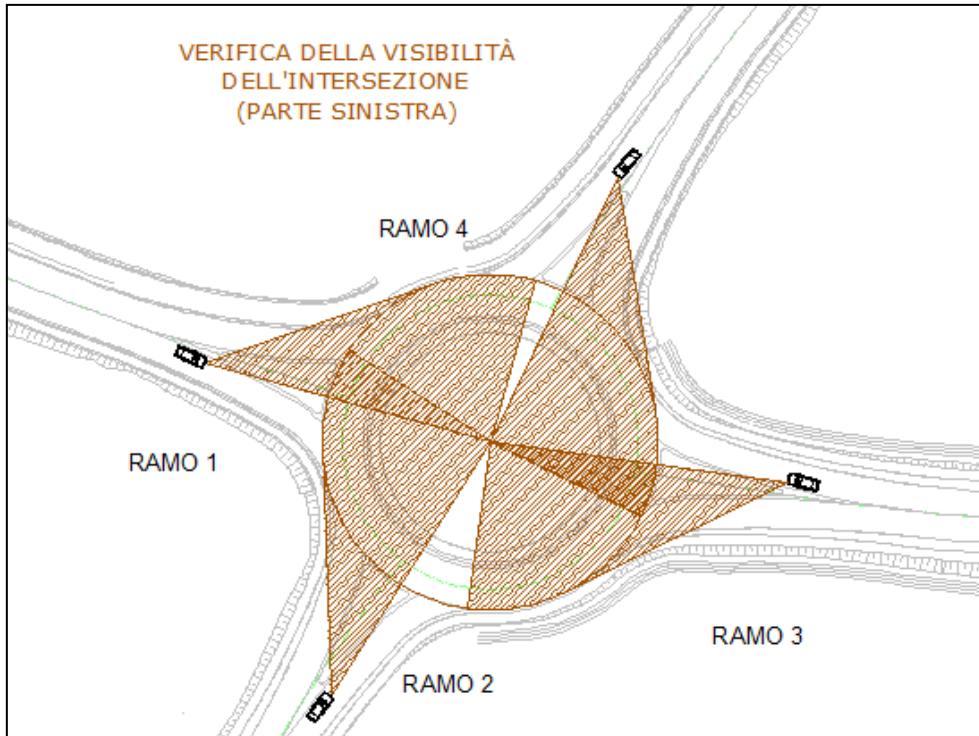 VERIFICA DELLA VISIBILITÀ
DELL'INTERSEZIONE
(PARTE SINISTRA)
RAMO 4
RAMO 1
RAMO 3
RAMO 2